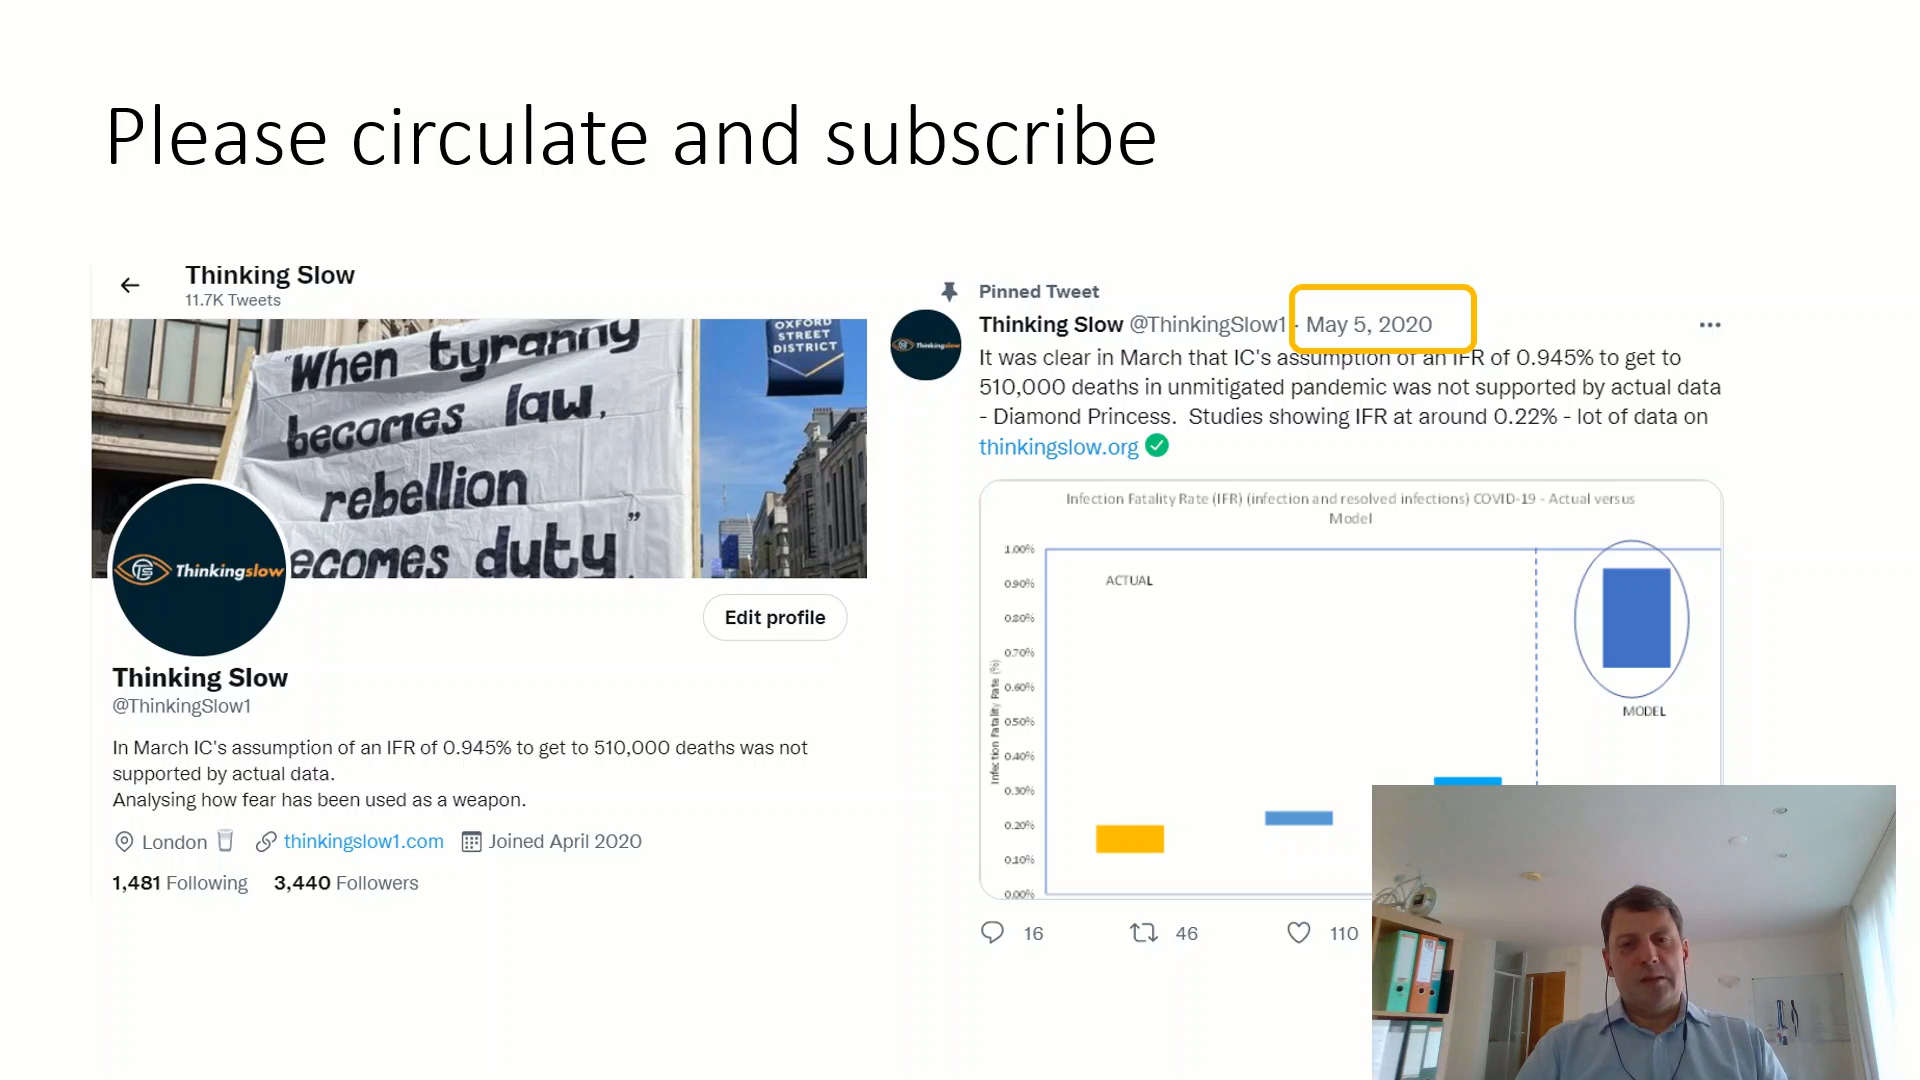 Please circulate and subscribe
Thinking Slow
11.7K Tweets
"When tyranny
becomes law,
rebellion
ecomes duty"
OXFORD
STREET
DISTRICT
Thinkingslow
Edit profile
Thinking Slow
@ThinkingSlow1
In March IC's assumption of an IFR of 0.945% to get to 510,000 deaths was not
supported by actual data.
Analysing how fear has been used as a weapon.
London thinkingslow1.com Joined April 2020
1,481 Following 3,440 Followers
Pinned Tweet
Thinkingslow
Thinking Slow @ThinkingSlow1 · May 5, 2020
It was clear in March that IC's assumption of an IFR of 0.945% to get to
510,000 deaths in unmitigated pandemic was not supported by actual data
- Diamond Princess. Studies showing IFR at around 0.22% - lot of data on
thinkingslow.org
Infection Fatality Rate (IFR) (infection and resolved infections) COVID-19 - Actual versus
Model
Infection Fatality Rate (%)
1.00%
0.90%
0.80%
0.70%
0.60%
0.50%
0.40%
0.30%
0.20%
0.10%
0.00%
ACTUAL
MODEL
16 46 110